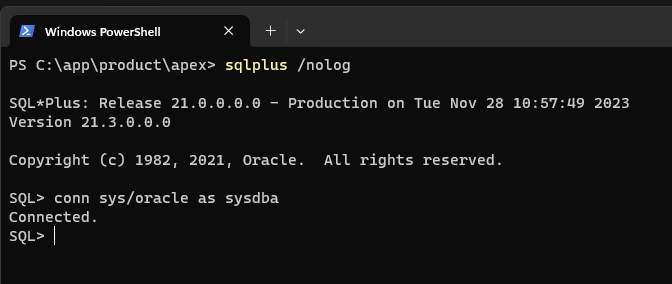 Windows PowerShell
PS C:\app\product\apex> sqlplus /nolog
SQL*Plus: Release 21.0.0.0.0 - Production on Tue Nov 28 10:57:49 2023
Version 21.3.0.0.0
Copyright (c) 1982, 2021, Oracle.  All rights reserved.
SQL> conn sys/oracle as sysdba
Connected.
SQL>